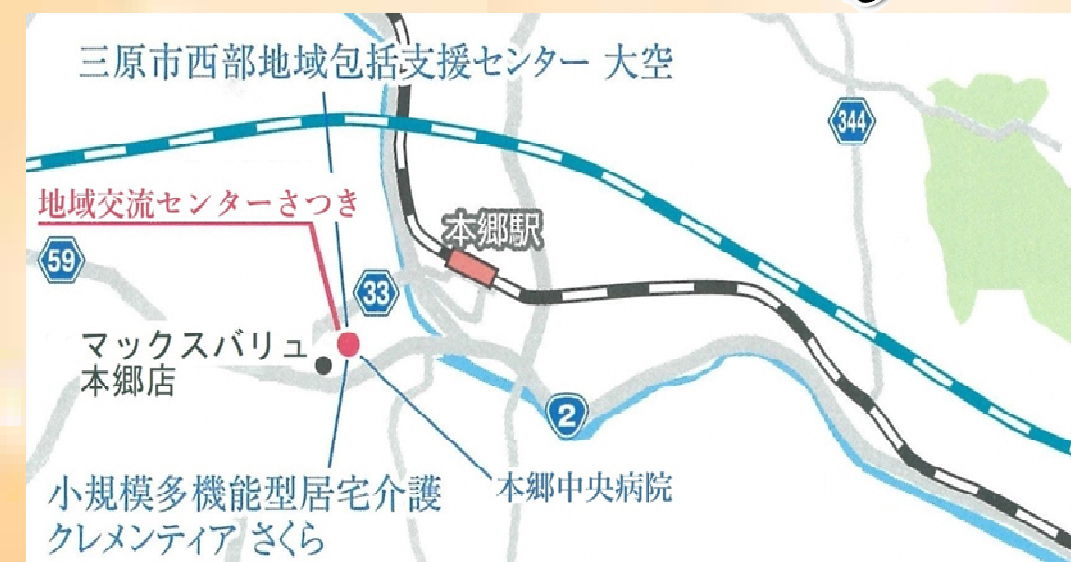 三原市西部地域包括支援センター 大空
344
地域交流センターさつき
本郷駅
59
33
マックスバリュ
本郷店
2
小規模多機能型居宅介護
クレメンティア さくら
本郷中央病院